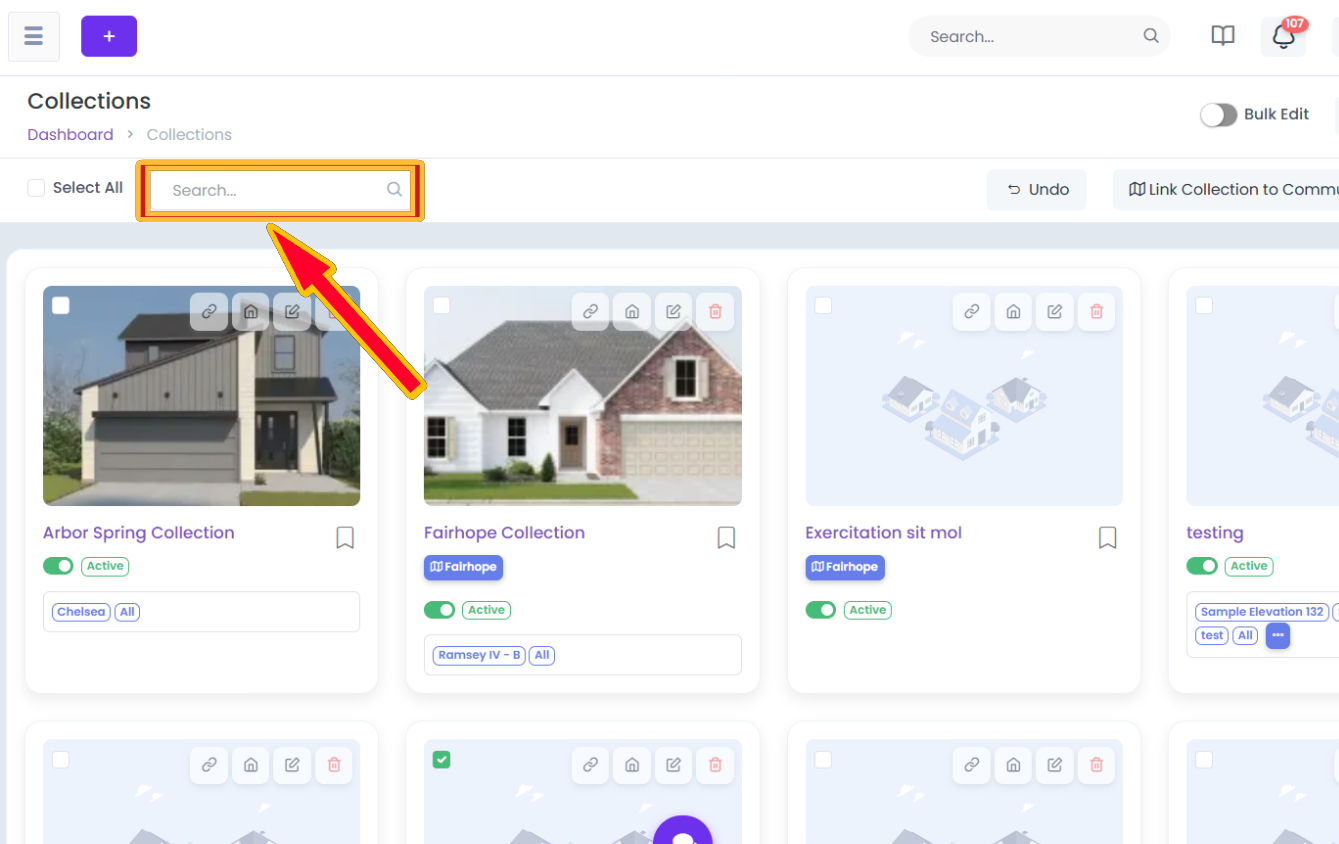 +
Search...
107
Collections
Bulk Edit
Dashboard > Collections
Select All
Search...
Undo
Link Collection to Commu
Arbor Spring Collection
Active
Chelsea All
Fairhope Collection
Fairhope
Active
Ramsey IV - B All
Exercitation sit mol
Fairhope
Active
testing
Active
Sample Elevation 132
test All ...